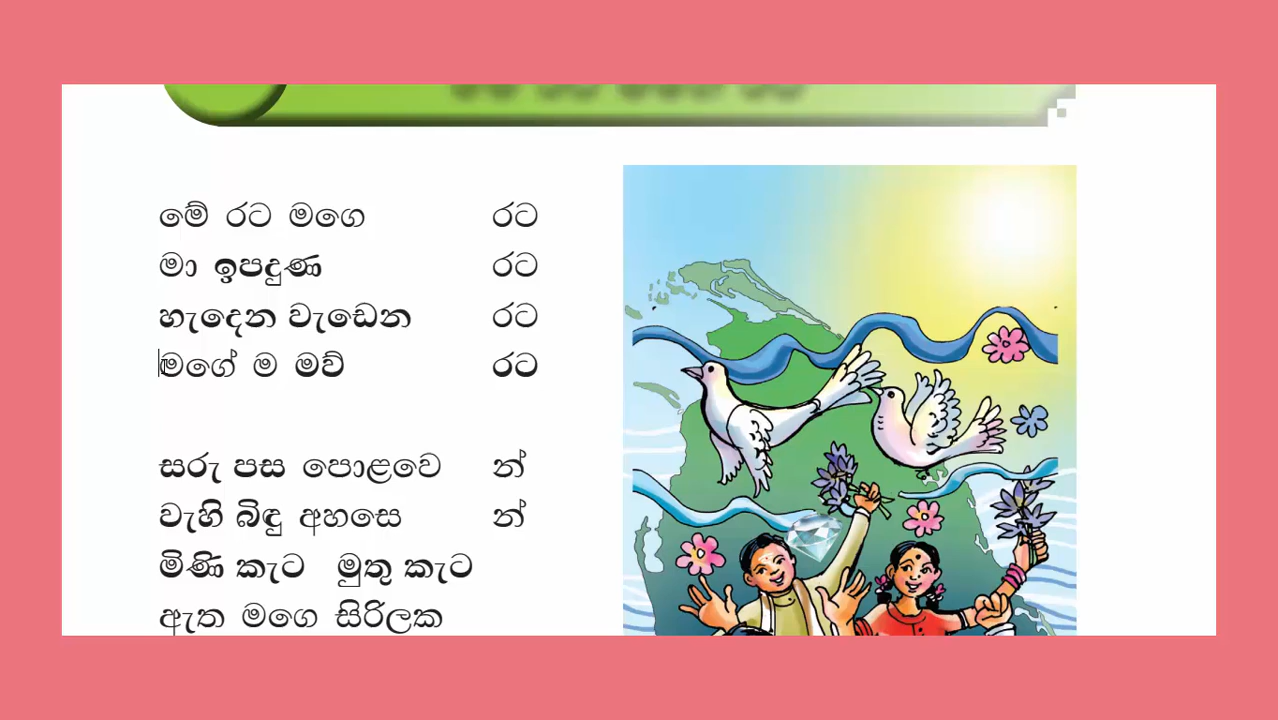 මේ රට මගෙ රට
මා ඉපදුණ රට
හැදෙන වැඩෙන රට
මගේ ම මව් රට
සරු පස පොළවෙ න්
වැහි බිඳු අහසෙ න්
මිණි කැට මුතු කැට
ඇත මගෙ සිරිලක